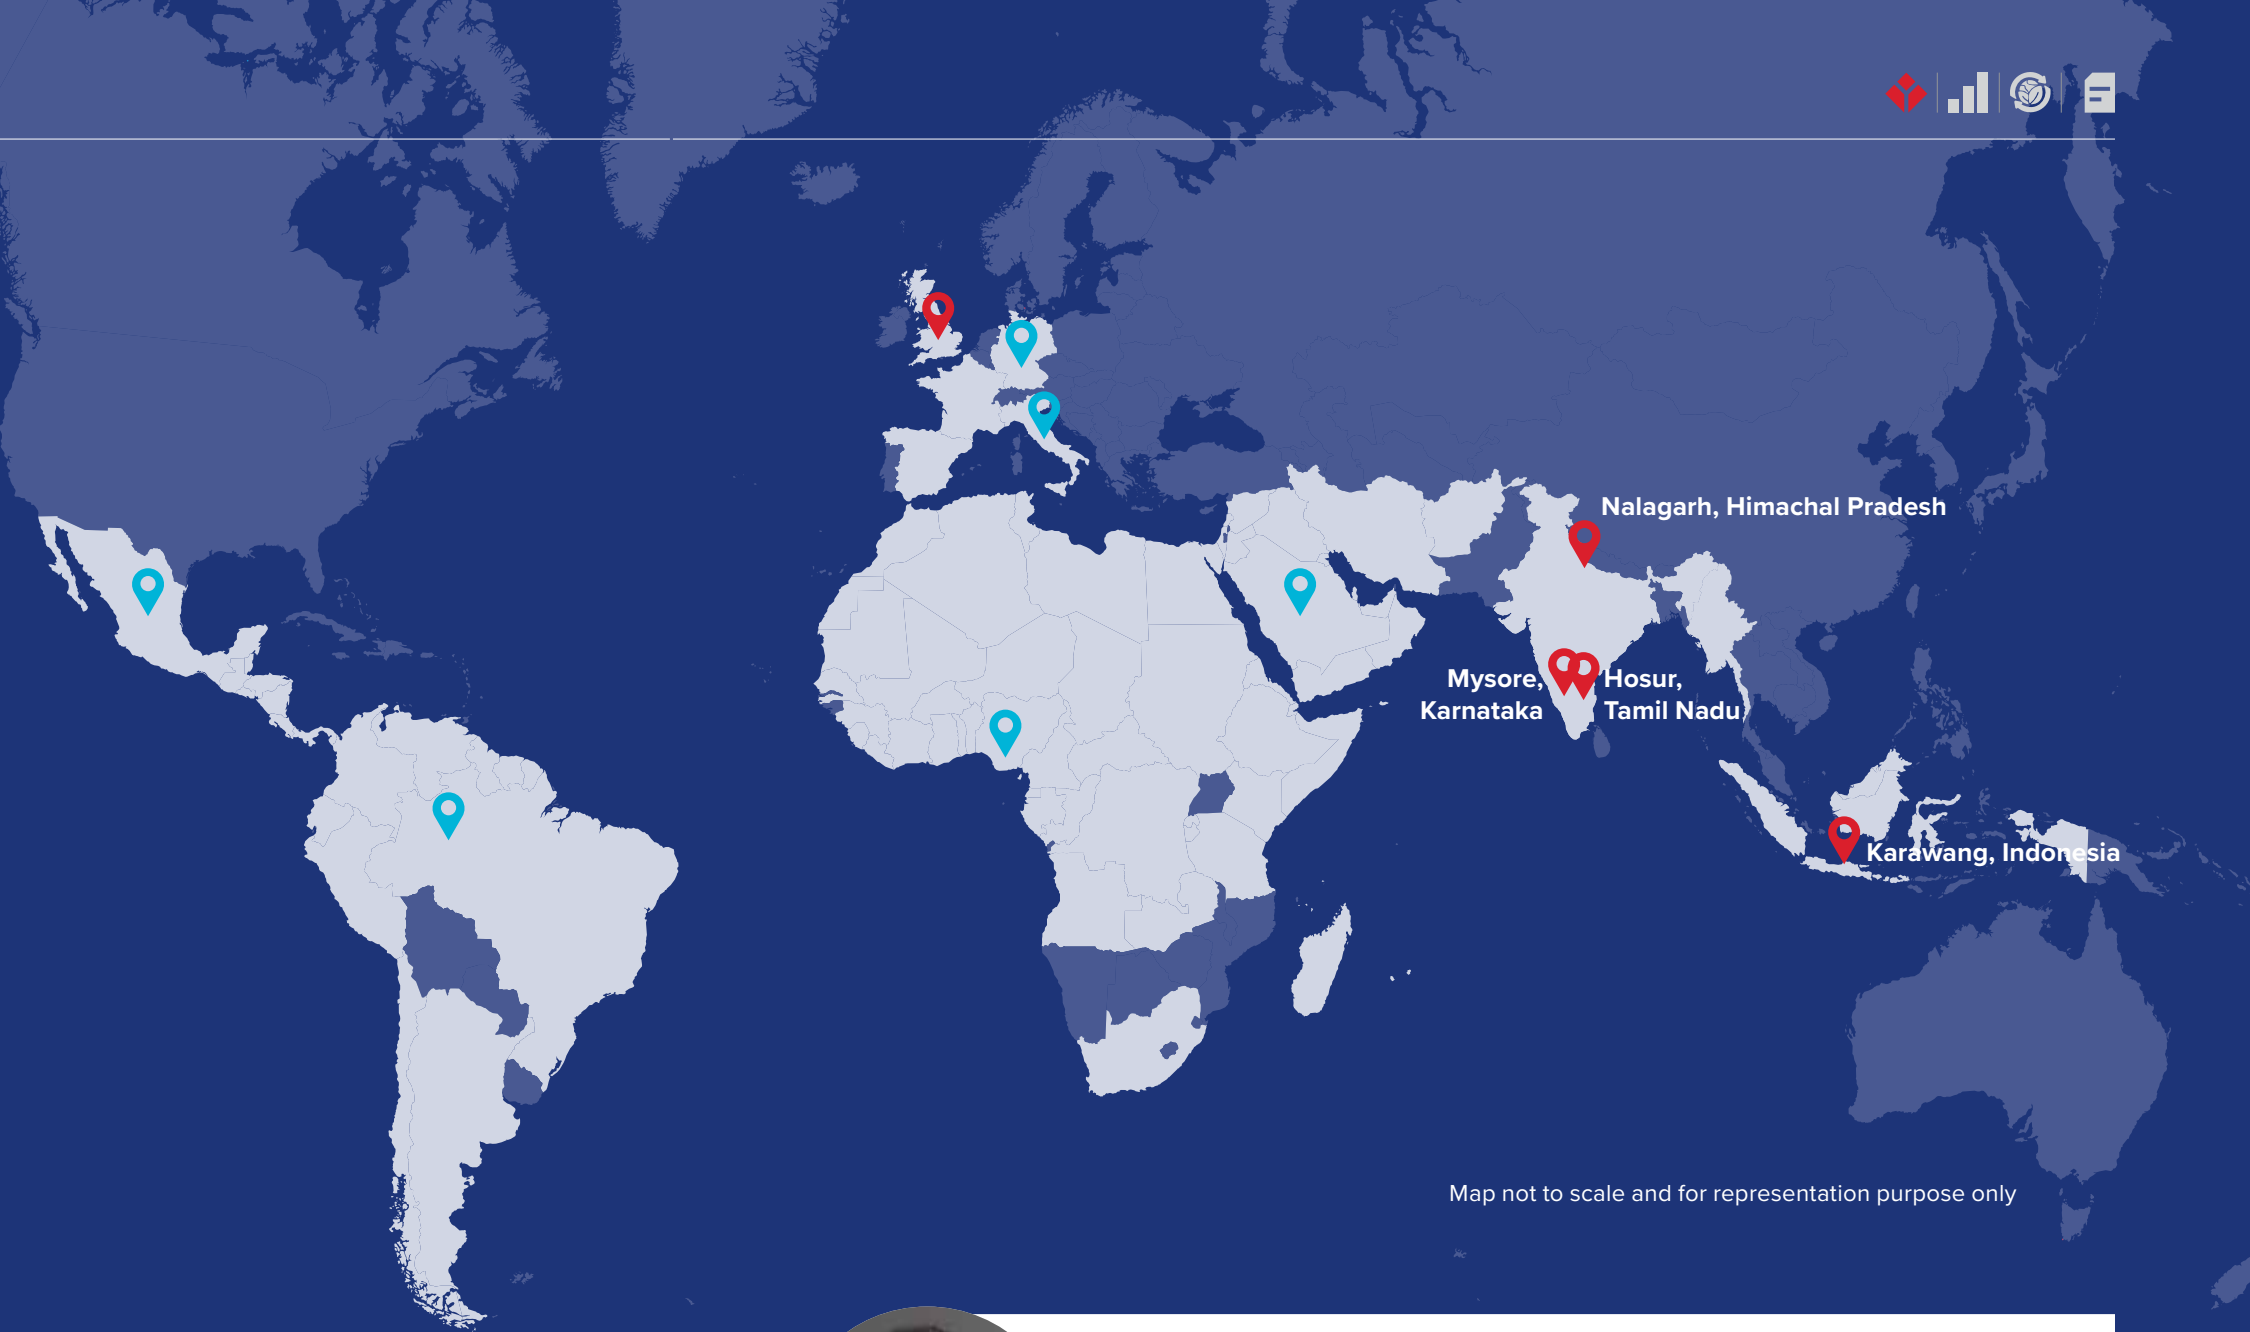 Nalagarh, Himachal Pradesh
Mysore,
Karnataka
Hosur,
Tamil Nadu
Karawang, Indonesia
Map not to scale and for representation purpose only